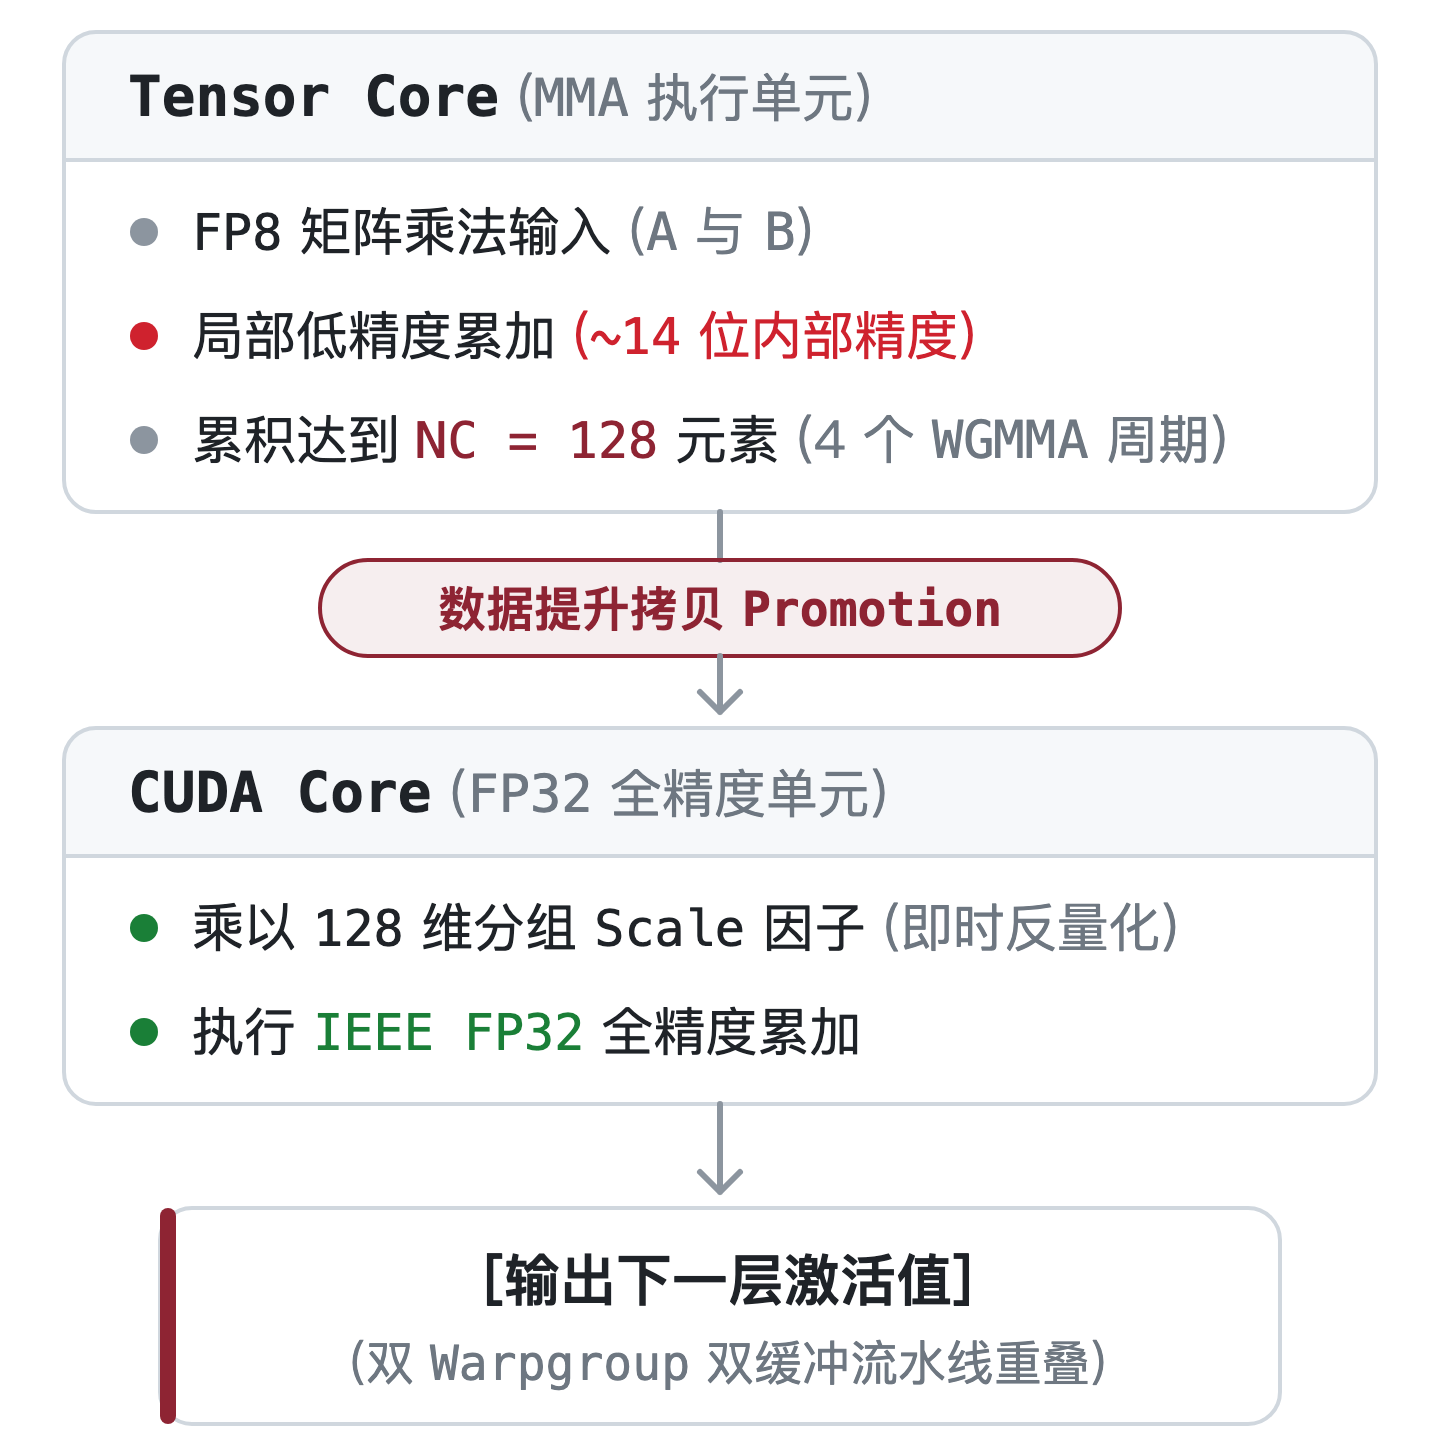 Tensor Core (MMA 执行单元)
FP8 矩阵乘法输入 (A 与 B)
局部低精度累加 (~14 位内部精度)
累积达到 NC = 128 元素 (4 个 WGMMA 周期)
数据提升拷贝 Promotion
CUDA Core (FP32 全精度单元)
乘以 128 维分组 Scale 因子 (即时反量化)
执行 IEEE FP32 全精度累加
[输出下一层激活值]
(双 Warpgroup 双缓冲流水线重叠)